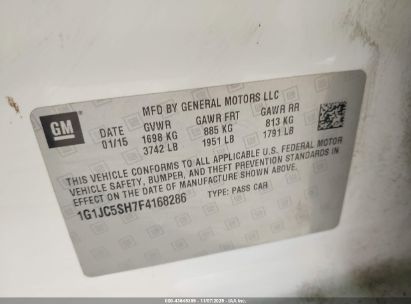 MFD BY GENERAL MOTORS LLC
GM
DATE GVWR GAWR FRT GAWR RR
01/15 1698 KG 885 KG 813 KG
3742 LB 1951 LB 1791 LB
THIS VEHICLE CONFORMS TO ALL APPLICABLE U.S. FEDERAL MOTOR
VEHICLE SAFETY, BUMPER, AND THEFT PREVENTION STANDARDS IN
EFFECT ON THE DATE OF MANUFACTURE SHOWN ABOVE.
1G1JC5SH7F4168286 TYPE: PASS CAR